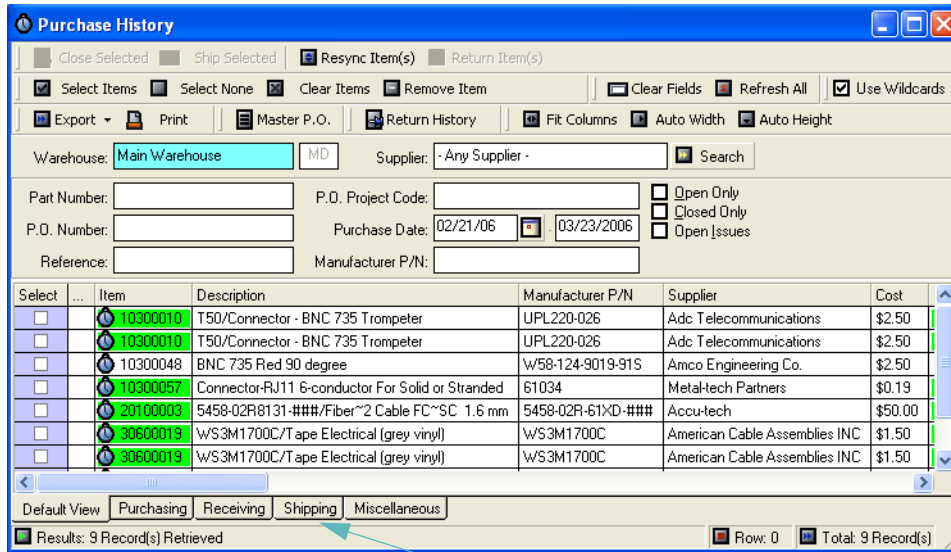 Purchase History
Close Selected Ship Selected Resync Item(s) Return Item(s)
Select Items Select None Clear Items Remove Item Clear Fields Refresh All Use Wildcards
Export Print Master P.O. Return History Fit Columns Auto Width Auto Height
Warehouse: Main Warehouse MD Supplier: - Any Supplier - Search
Part Number: P.O. Project Code: Open Only
Closed Only
P.O. Number: Purchase Date: 02/21/06 - 03/23/2006 Open Issues
Reference: Manufacturer P/N:
Select ... Item Description Manufacturer P/N Supplier Cost
10300010 T50/Connector - BNC 735 Trompeter UPL220-026 Adc Telecommunications $2.50
10300010 T50/Connector - BNC 735 Trompeter UPL220-026 Adc Telecommunications $2.50
10300048 BNC 735 Red 90 degree W58-124-9019-91S Amco Engineering Co. $2.50
10300057 Connector-RJ11 6-conductor For Solid or Stranded 61034 Metal-tech Partners $0.19
20100003 5458-02R8131-###/Fiber~2 Cable FC~SC 1.6 mm 5458-02R-61XD-### Accu-tech $50.00
30600019 WS3M1700C/Tape Electrical (grey vinyl) WS3M1700C American Cable Assemblies INC $1.50
30600019 WS3M1700C/Tape Electrical (grey vinyl) WS3M1700C American Cable Assemblies INC $1.50
Default View Purchasing Receiving Shipping Miscellaneous
Results: 9 Record(s) Retrieved Row: 0 Total: 9 Record(s)